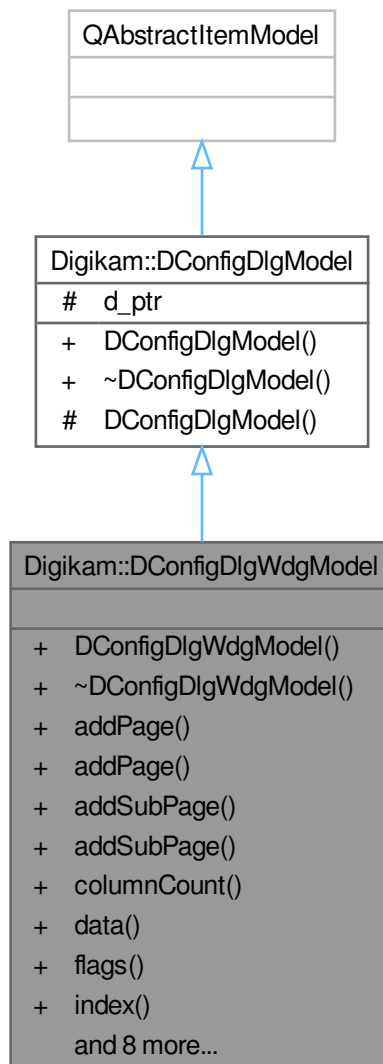 QAbstractItemModel
Digikam::DConfigDlgModel
# d_ptr
+ DConfigDlgModel()
+ ~DConfigDlgModel()
# DConfigDlgModel()
Digikam::DConfigDlgWdgModel
+ DConfigDlgWdgModel()
+ ~DConfigDlgWdgModel()
+ addPage()
+ addPage()
+ addSubPage()
+ addSubPage()
+ columnCount()
+ data()
+ flags()
+ index()
and 8 more...